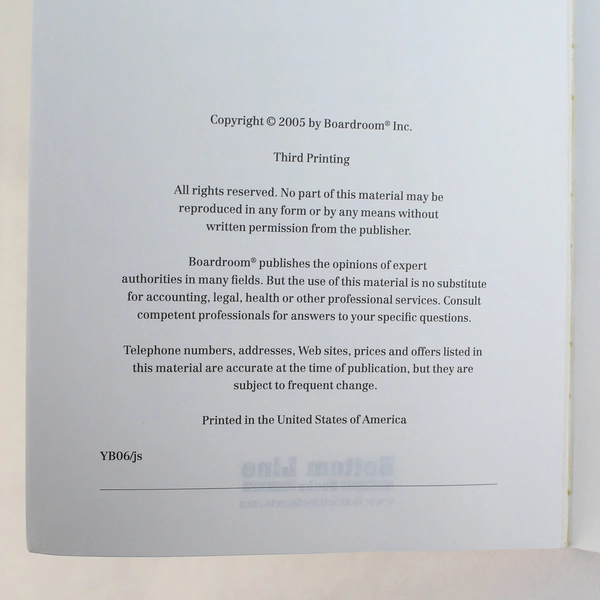 Copyright © 2005 by Boardroom® Inc.
Third Printing
All rights reserved. No part of this material may be
reproduced in any form or by any means without
written permission from the publisher.
Boardroom® publishes the opinions of expert
authorities in many fields. But the use of this material is no substitute
for accounting, legal, health or other professional services. Consult
competent professionals for answers to your specific questions.
Telephone numbers, addresses, Web sites, prices and offers listed in
this material are accurate at the time of publication, but they are
subject to frequent change.
Printed in the United States of America
YB06/js
Bottom Line